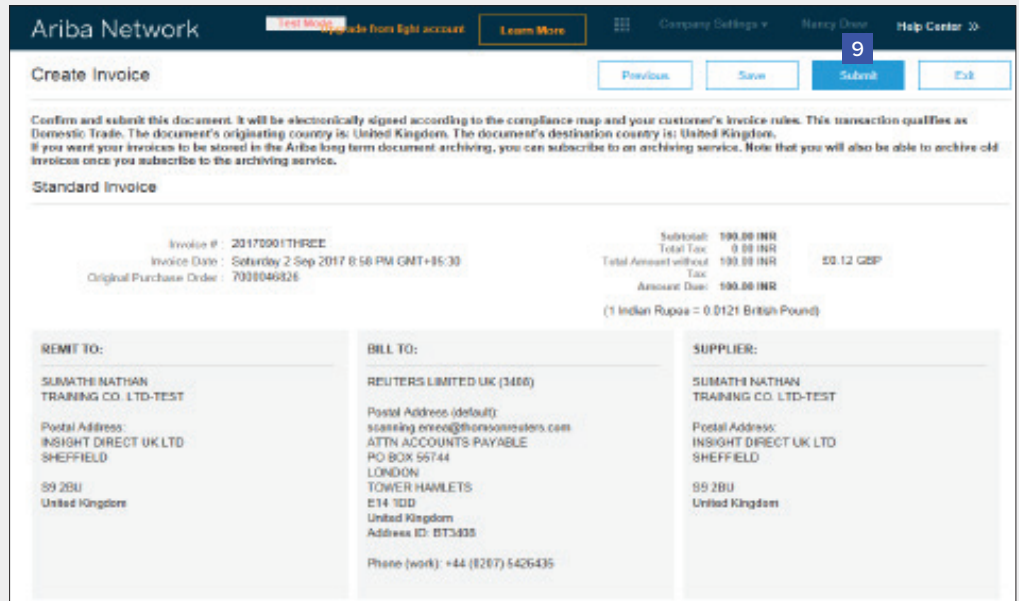 Ariba Network
Test Mode
Upgrade from light account
Learn More
Company Settings
Nancy Drew
Help Center
9
Create Invoice
Previous
Save
Submit
Exit
Confirm and submit this document. It will be electronically signed according to the compliance map and your customer's invoice rules. This transaction qualifies as
Domestic Trade. The document's originating country is: United Kingdom. The document's destination country is: United Kingdom.
If you want your invoices to be stored in the Ariba long term document archiving, you can subscribe to an archiving service. Note that you will also be able to archive old
invoices once you subscribe to the archiving service.
Standard Invoice
Invoice # : 20170901THREE
Invoice Date : Saturday 2 Sep 2017 8:58 PM GMT+05:30
Original Purchase Order : 7000046826
Subtotal: 100.00 INR
Total Tax: 0.00 INR
Total Amount without 100.00 INR £0.12 GBP
Tax:
Amount Due: 100.00 INR
(1 Indian Rupee = 0.0121 British Pound)
REMIT TO:
SUMATHI NATHAN
TRAINING CO. LTD-TEST
Postal Address:
INSIGHT DIRECT UK LTD
SHEFFIELD
S9 2BU
United Kingdom
BILL TO:
REUTERS LIMITED UK (3408)
Postal Address (default):
scanning.emea@thomsonreuters.com
ATTN ACCOUNTS PAYABLE
PO BOX 56744
LONDON
TOWER HAMLETS
E14 1DD
United Kingdom
Address ID: BT3408
Phone (work): +44 (0207) 5426435
SUPPLIER:
SUMATHI NATHAN
TRAINING CO. LTD-TEST
Postal Address:
INSIGHT DIRECT UK LTD
SHEFFIELD
S9 2BU
United Kingdom